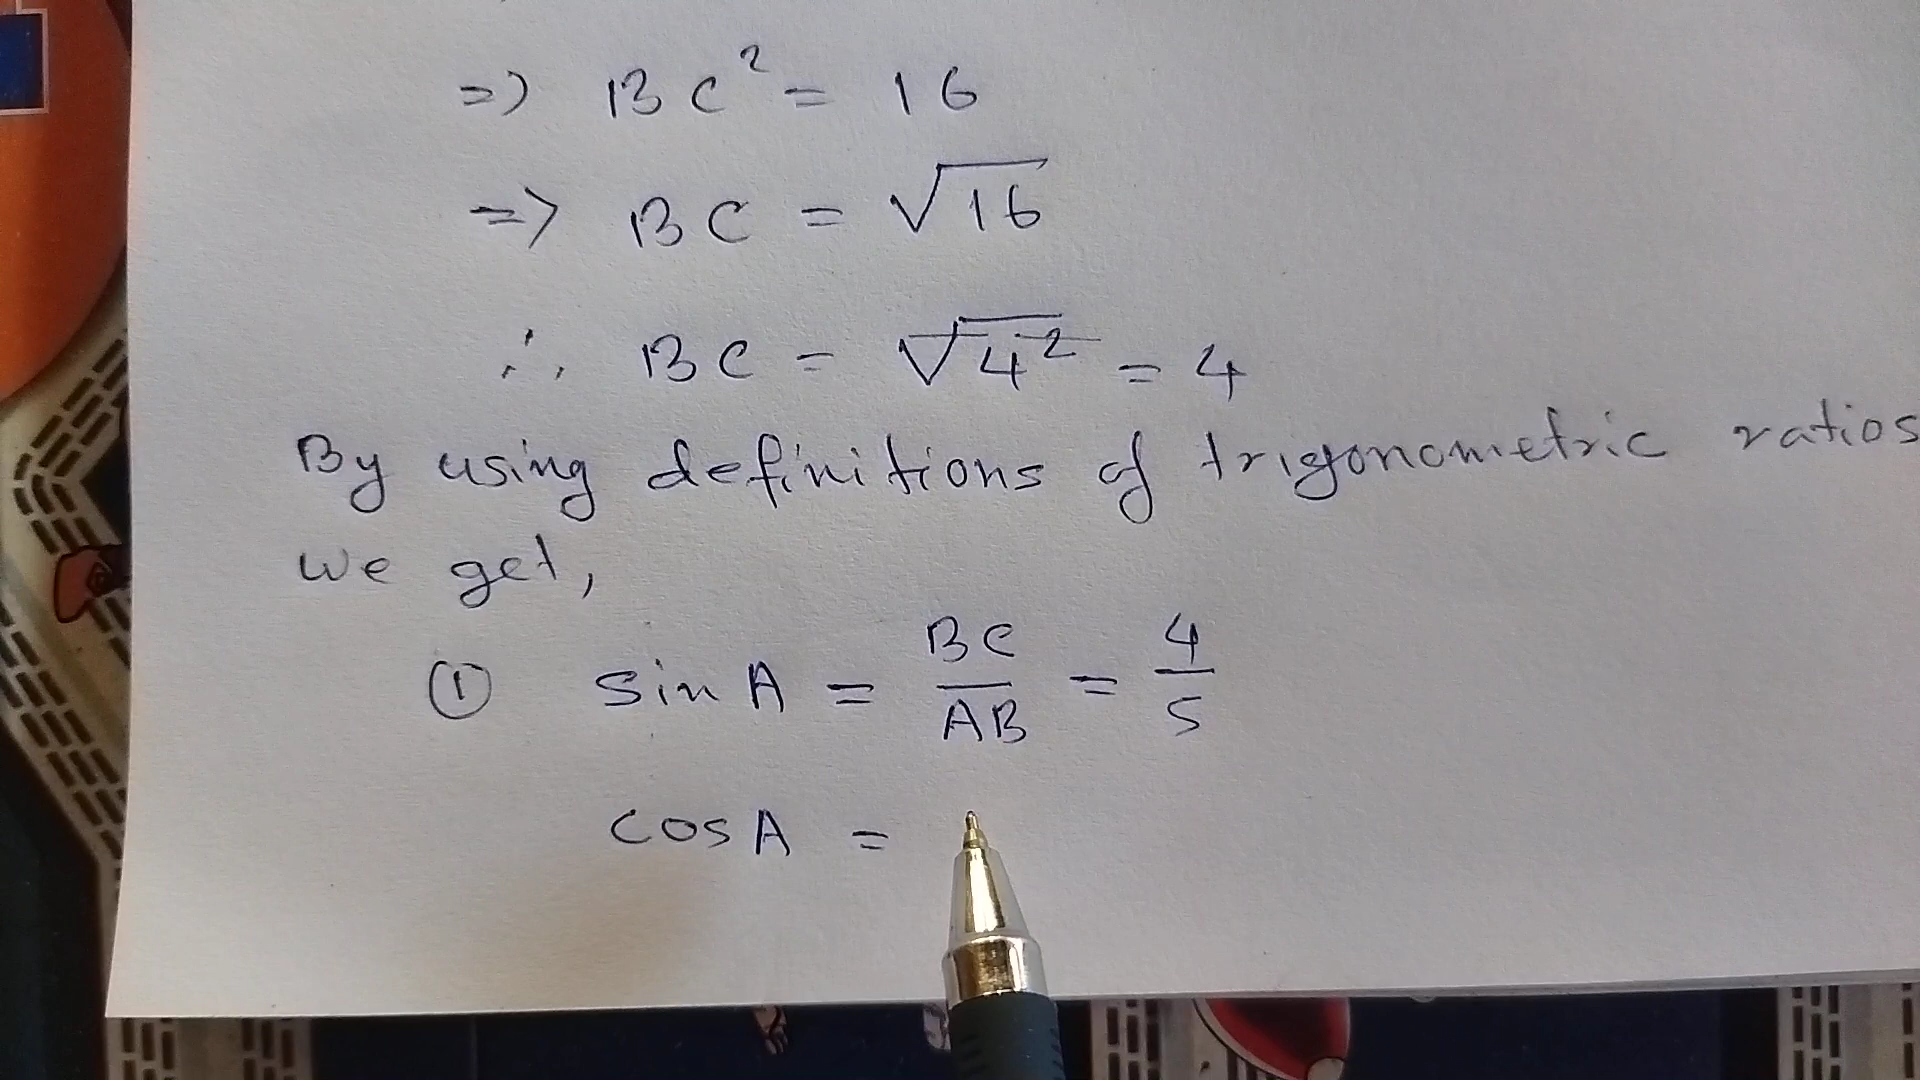 => BC² = 16
=> BC = √16
∴ BC = √4² = 4
By using definitions of trigonometric ratios
we get,
① sin A = BC/AB = 4/5
cos A =